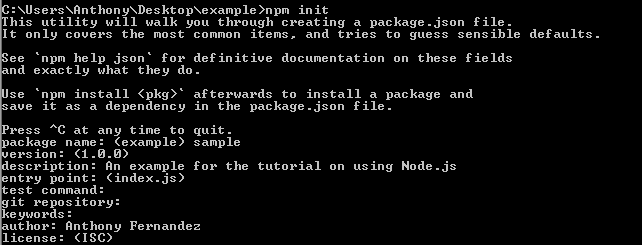 C:\Users\Anthony\Desktop\example>npm init
This utility will walk you through creating a package.json file.
It only covers the most common items, and tries to guess sensible defaults.
See `npm help json` for definitive documentation on these fields
and exactly what they do.
Use `npm install <pkg>` afterwards to install a package and
save it as a dependency in the package.json file.
Press ^C at any time to quit.
package name: (example) sample
version: (1.0.0)
description: An example for the tutorial on using Node.js
entry point: (index.js)
test command:
git repository:
keywords:
author: Anthony Fernandez
license: (ISC)